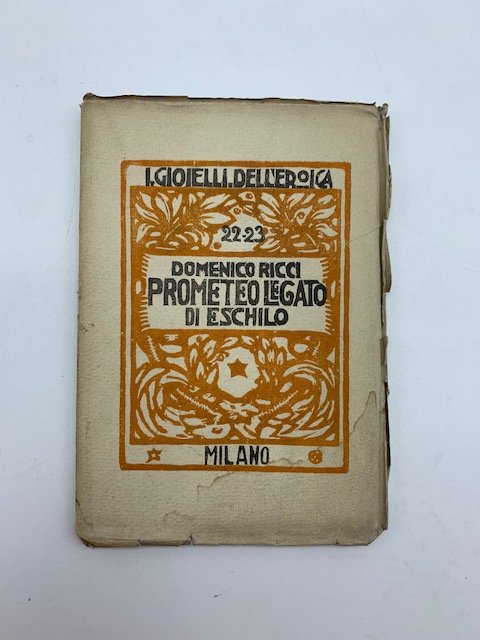 I.GIOIELLI.DELL'EROICA
22-23
DOMENICO RICCI
PROMETEO LEGATO
DI ESCHILO
MILANO